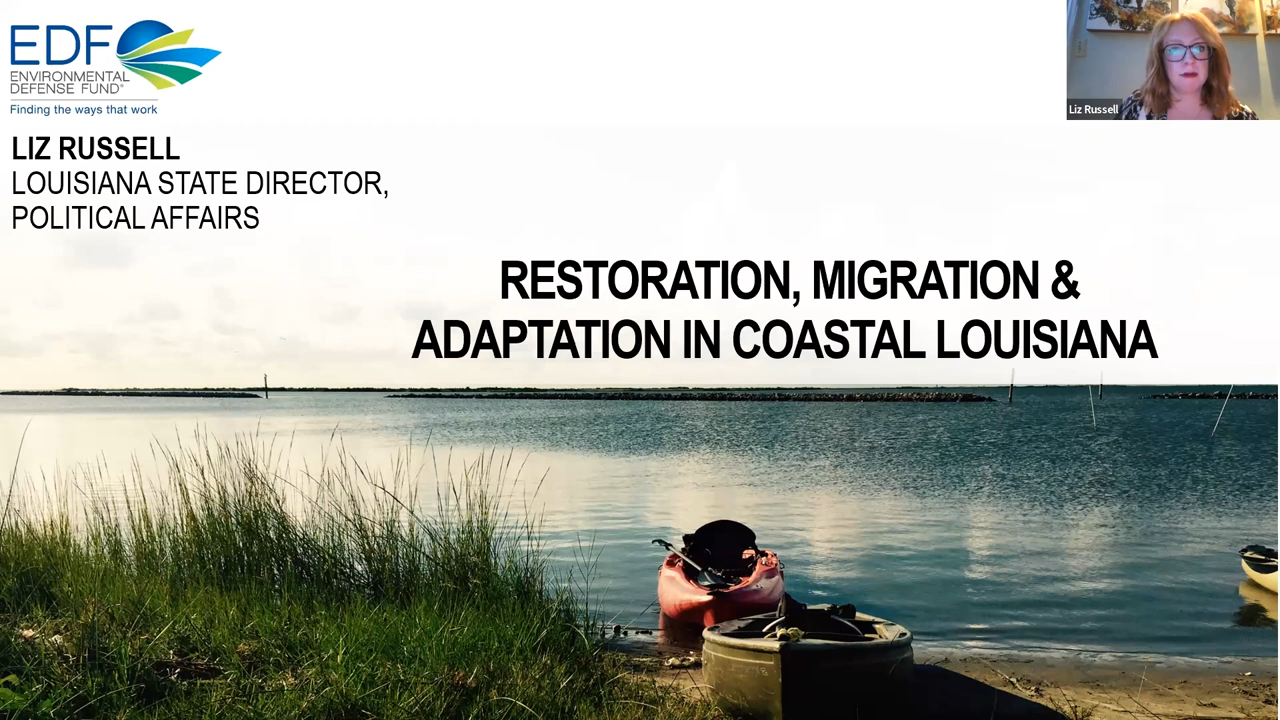 EDF
ENVIRONMENTAL
DEFENSE FUND®
Finding the ways that work
Liz Russell
LIZ RUSSELL
LOUISIANA STATE DIRECTOR,
POLITICAL AFFAIRS
RESTORATION, MIGRATION &
ADAPTATION IN COASTAL LOUISIANA